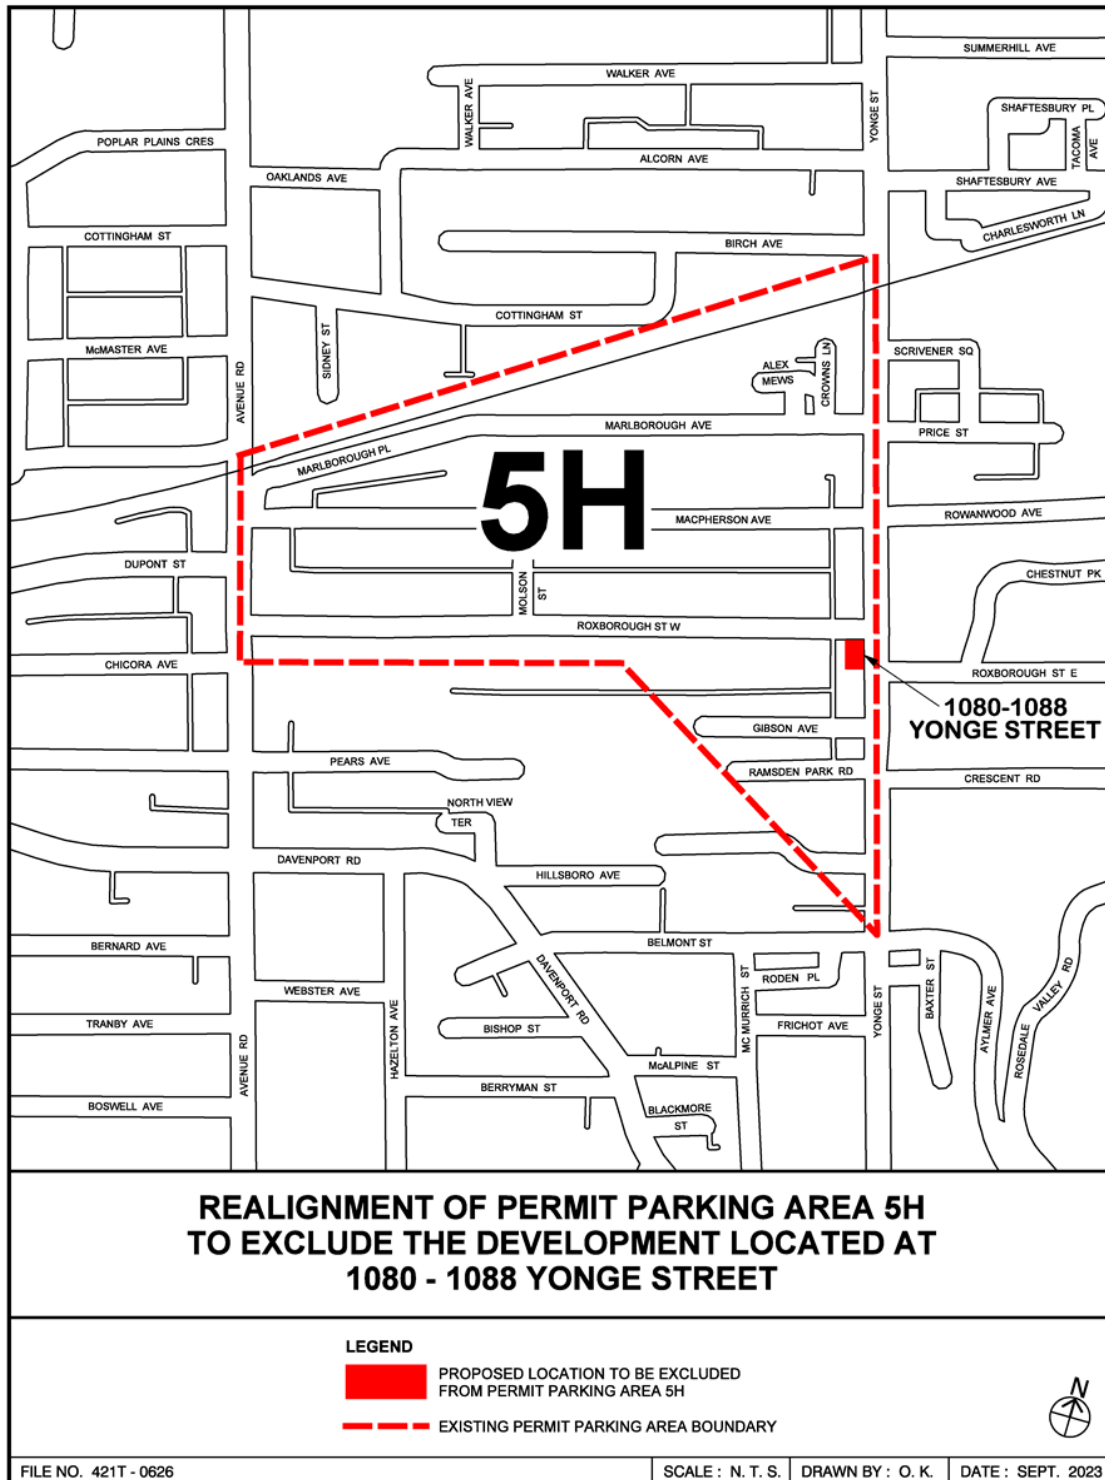 SUMMERHILL AVE
WALKER AVE
SHAFTESBURY PL
WALKER AVE
YONGE ST
TACOMA AVE
POPLAR PLAINS CRES
ALCORN AVE
OAKLANDS AVE
SHAFTESBURY AVE
CHARLESWORTH LN
COTTINGHAM ST
BIRCH AVE
COTTINGHAM ST
SIDNEY ST
McMASTER AVE
SCRIVENER SQ
AVENUE RD
ALEX
MEWS
CROWNS LN
MARLBOROUGH AVE
PRICE ST
MARLBOROUGH PL
5H
MACPHERSON AVE
ROWANWOOD AVE
DUPONT ST
CHESTNUT PK
MOLSON
ST
ROXBOROUGH ST W
CHICORA AVE
ROXBOROUGH ST E
1080-1088
YONGE STREET
GIBSON AVE
PEARS AVE
RAMSDEN PARK RD
CRESCENT RD
NORTH VIEW
TER
DAVENPORT RD
HILLSBORO AVE
BERNARD AVE
BELMONT ST
DAVENPORT RD
MC MURRICH ST
RODEN PL
BAXTER ST
AYLMER AVE
ROSEDALE VALLEY RD
WEBSTER AVE
TRANBY AVE
AVENUE RD
HAZELTON AVE
BISHOP ST
FRICHOT AVE
YONGE ST
McALPINE ST
BERRYMAN ST
BOSWELL AVE
BLACKMORE
ST
REALIGNMENT OF PERMIT PARKING AREA 5H
TO EXCLUDE THE DEVELOPMENT LOCATED AT
1080 - 1088 YONGE STREET
LEGEND
PROPOSED LOCATION TO BE EXCLUDED
FROM PERMIT PARKING AREA 5H
EXISTING PERMIT PARKING AREA BOUNDARY
N
FILE NO. 421T - 0626
SCALE : N. T. S.
DRAWN BY : O. K.
DATE : SEPT. 2023